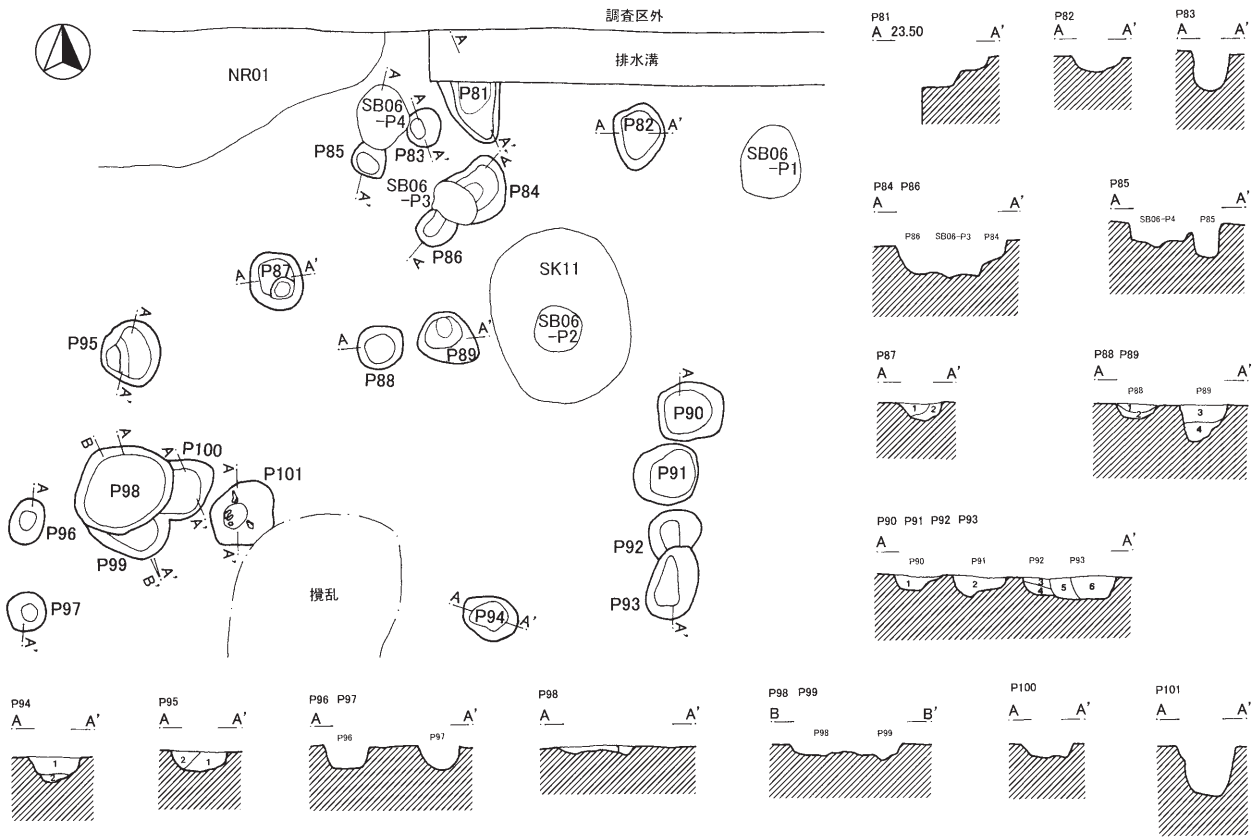 調査区外
排水溝
NR01
A
A
P81
SB06
-P4
A
P83
A'
A'
A
P82
A
A'
SB06
-P1
P85
A'
SB06
-P3
P84
A'
P86
A
P87
A
A'
SK11
SB06
-P2
P95
A
A'
A
P88
P89
A'
A
P90
P91
P92
P93
A'
B
A
P98
A
P100
A'
P99
B'
A'
A
P101
A'
A
P96
P97
A'
攪乱
A
P94
A'
P81
A 23.50 A'
P82
A A'
P83
A A'
P84 P86
A A'
P86 SB06-P3 P84
P85
A A'
SB06-P4 P85
P87
A A'
1 2
P88 P89
A A'
P88 P89
1
2
3
4
P90 P91 P92 P93
A A'
P90 P91 P92 P93
1 2 3 4 5 6
P94
A A'
1
2
P95
A A'
2 1
P96 P97
A A'
P96 P97
P98
A A'
1
P98 P99
B B'
P98 P99
P100
A A'
P101
A A'